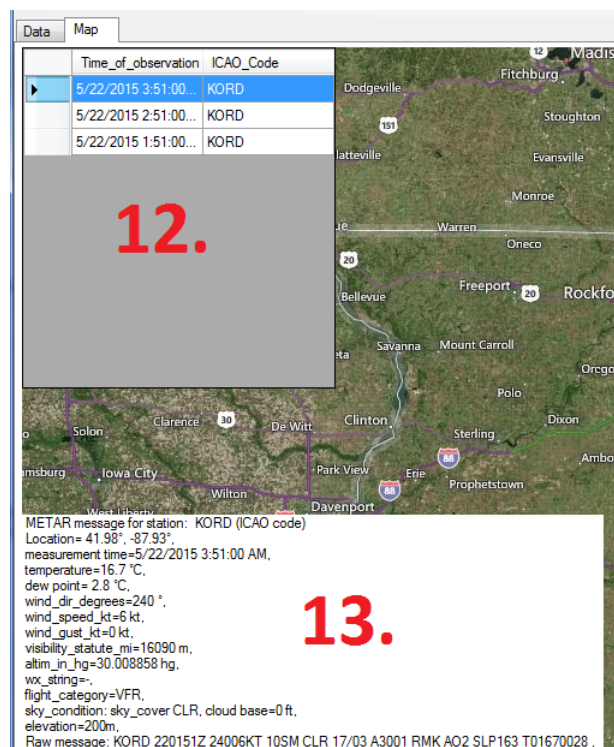 Data Map
Time_of_observation ICAO_Code
5/22/2015 3:51:00... KORD
5/22/2015 2:51:00... KORD
5/22/2015 1:51:00... KORD
12.
12
Madis
Fitchburg
Dodgeville
Stoughton
151
latteville
Evansville
Monroe
ue
Warren
Oneco
20
Freeport
20
Rockfo
Bellevue
Savanna
Mount Carroll
eta
Orego
Polo
Clarence
30
De Witt
Clinton
Dixon
Solon
Sterling
o
88
Ambo
amsburg
Iowa City
Park View
Erie
Prophetstown
Wilton
88
West Liberty
Davenport
METAR message for station: KORD (ICAO code)
Location= 41.98°, -87.93°,
measurement time=5/22/2015 3:51:00 AM,
temperature=16.7 °C,
dew point= 2.8 °C,
wind_dir_degrees=240 °,
wind_speed_kt=6 kt,
wind_gust_kt=0 kt,
visibility_statute_mi=16090 m,
altim_in_hg=30.008858 hg,
wx_string=-,
flight_category=VFR,
sky_condition: sky_cover CLR, cloud base=0 ft,
elevation=200m,
Raw message: KORD 220151Z 24006KT 10SM CLR 17/03 A3001 RMK AO2 SLP163 T01670028 ,
13.